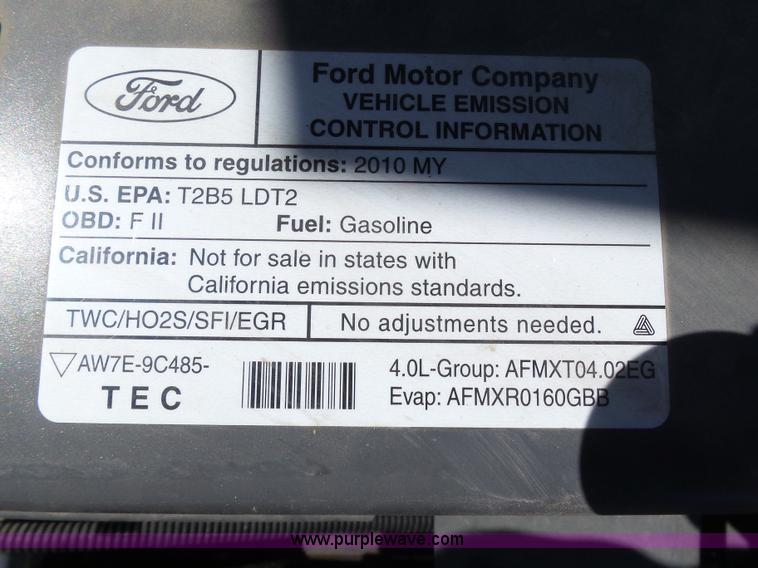 Ford
Ford Motor Company
VEHICLE EMISSION
CONTROL INFORMATION
Conforms to regulations: 2010 MY
U.S. EPA: T2B5 LDT2
OBD: F II Fuel: Gasoline
California: Not for sale in states with
California emissions standards.
TWC/HO2S/SFI/EGR No adjustments needed.
AW7E-9C485-
TEC
4.0L-Group: AFMXT04.02EG
Evap: AFMXR0160GBB
www.purplewave.com